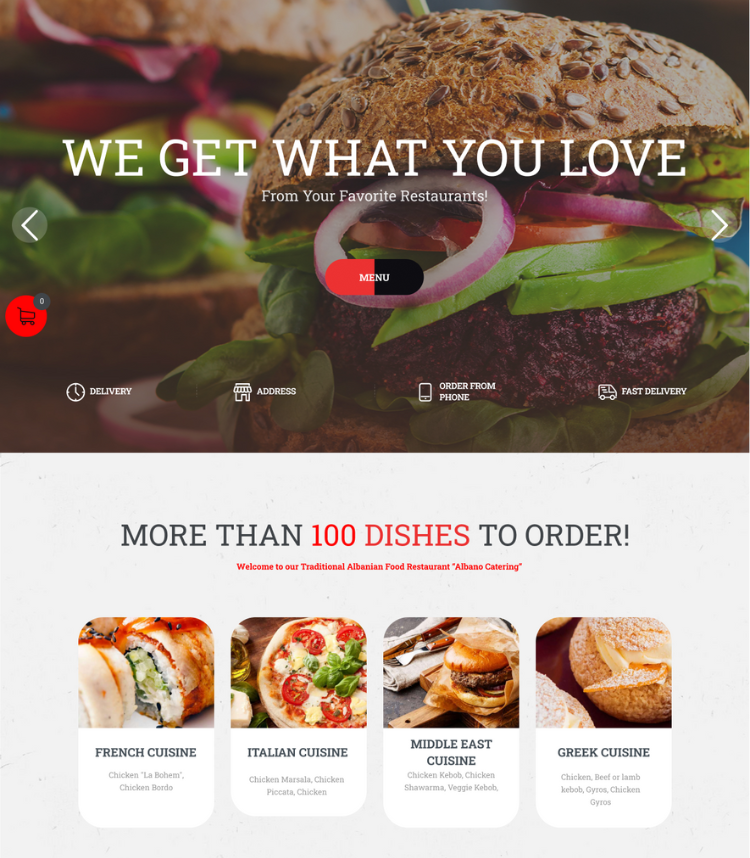 WE GET WHAT YOU LOVE
From Your Favorite Restaurants!
MENU
0
DELIVERY
ADDRESS
ORDER FROM
PHONE
FAST DELIVERY
MORE THAN 100 DISHES TO ORDER!
Welcome to our Traditional Albanian Food Restaurant "Albano Catering"
FRENCH CUISINE
Chicken "La Bohem",
Chicken Bordo
ITALIAN CUISINE
Chicken Marsala, Chicken
Piccata, Chicken
MIDDLE EAST
CUISINE
Chicken Kebob, Chicken
Shawarma, Veggie Kebob,
GREEK CUISINE
Chicken, Beef or lamb
kebob, Gyros, Chicken
Gyros